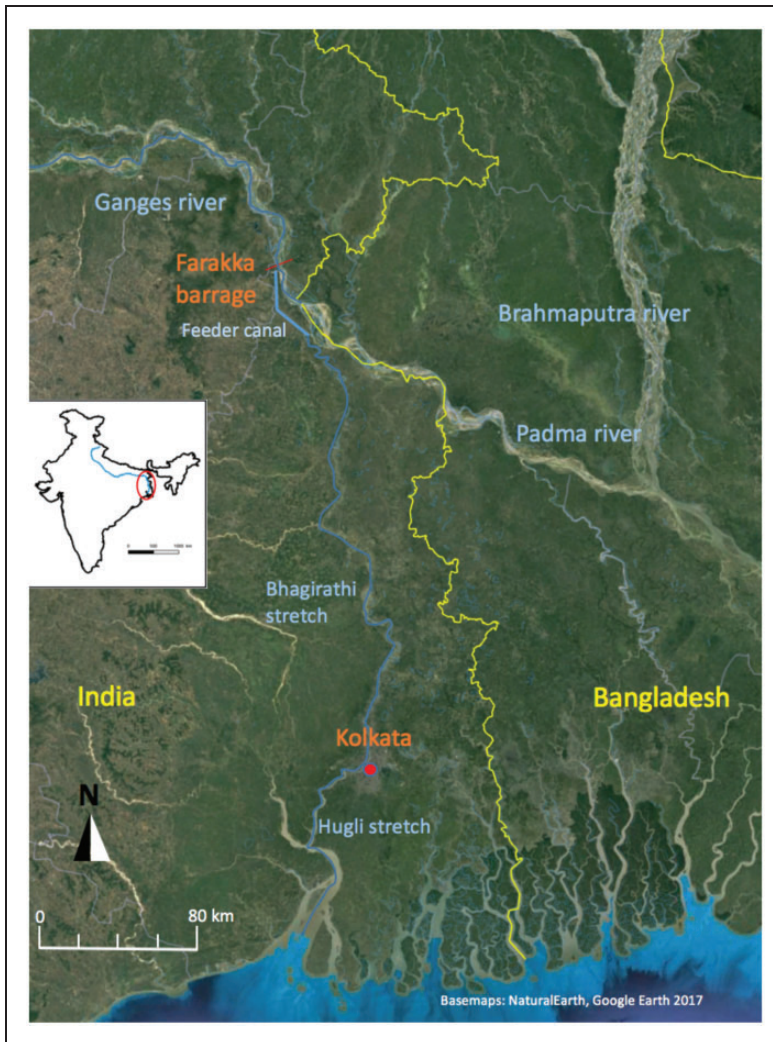 Ganges river
Farakka
barrage
Feeder canal
Brahmaputra river
Padma river
Bhagirathi
stretch
India
Bangladesh
Kolkata
N
Hugli stretch
0
80 km
Basemaps: NaturalEarth, Google Earth 2017